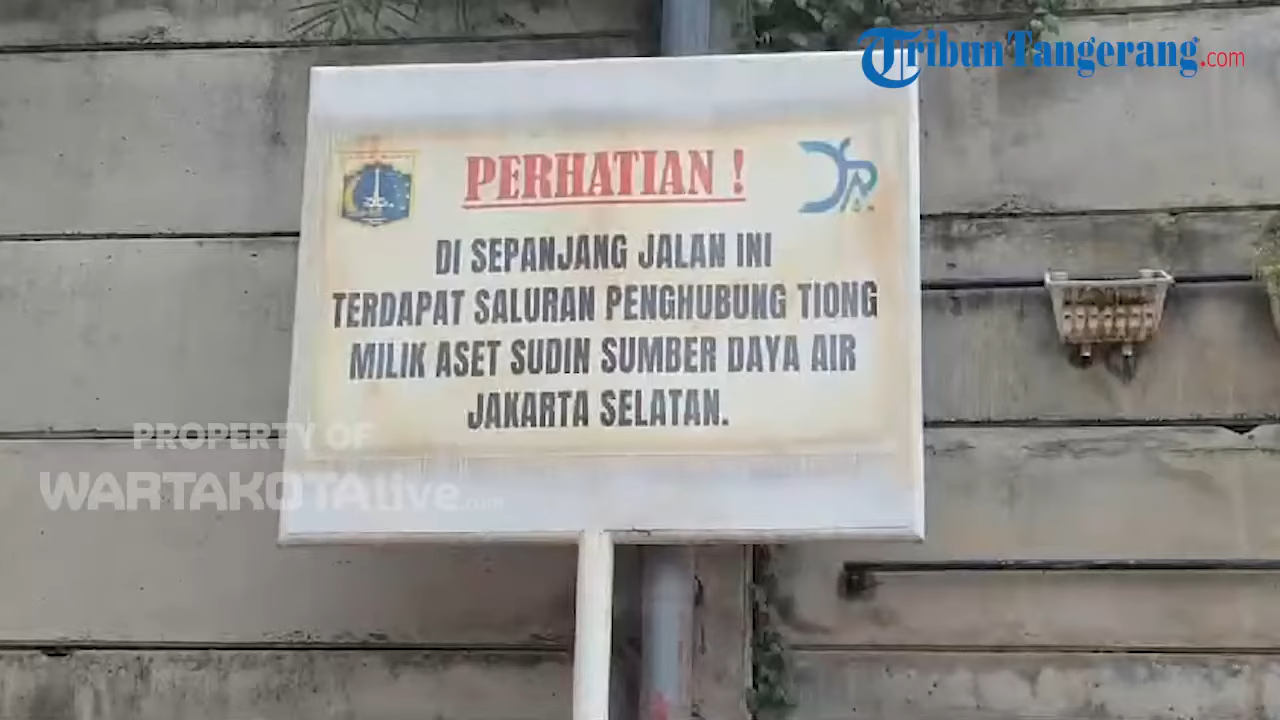 TribunTangerang.com
PERHATIAN !
DI SEPANJANG JALAN INI
TERDAPAT SALURAN PENGHUBUNG TIONG
MILIK ASET SUDIN SUMBER DAYA AIR
JAKARTA SELATAN.
PROPERTY OF
WARTAKOTAlive.com